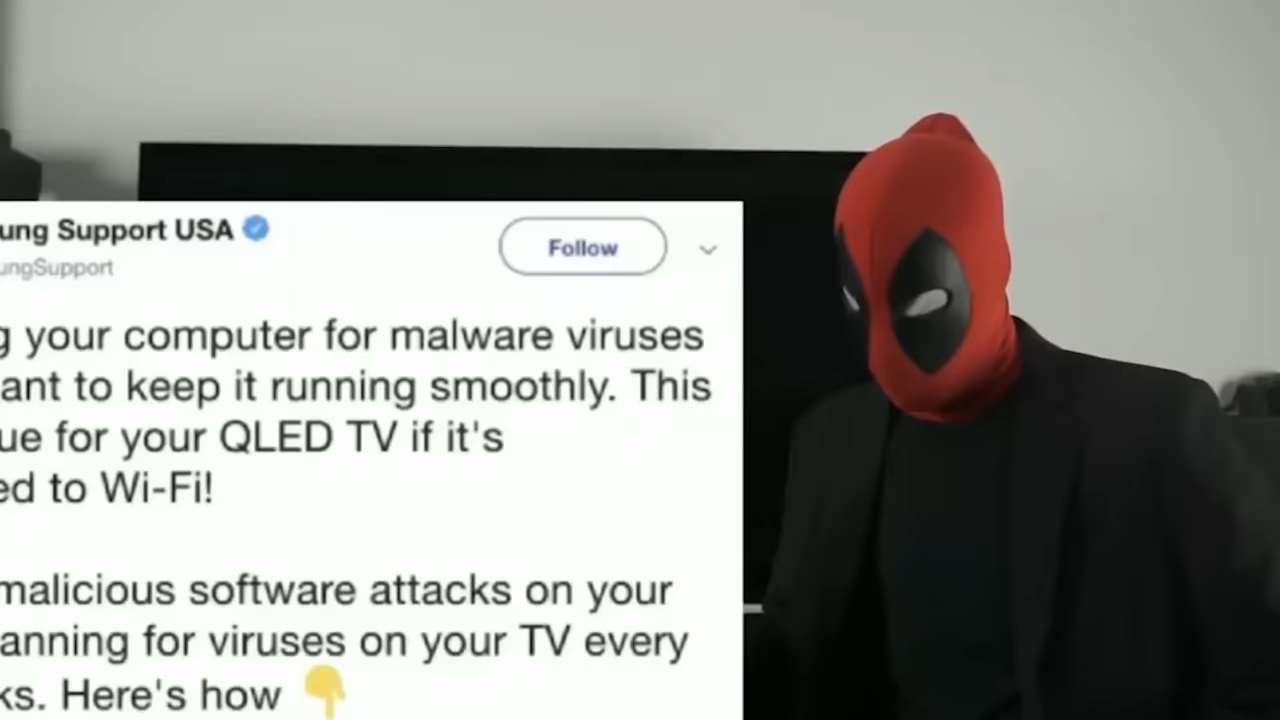 ung Support USA
ungSupport
Follow
g your computer for malware viruses
ant to keep it running smoothly. This
ue for your QLED TV if it's
ed to Wi-Fi!
malicious software attacks on your
anning for viruses on your TV every
ks. Here's how 👇